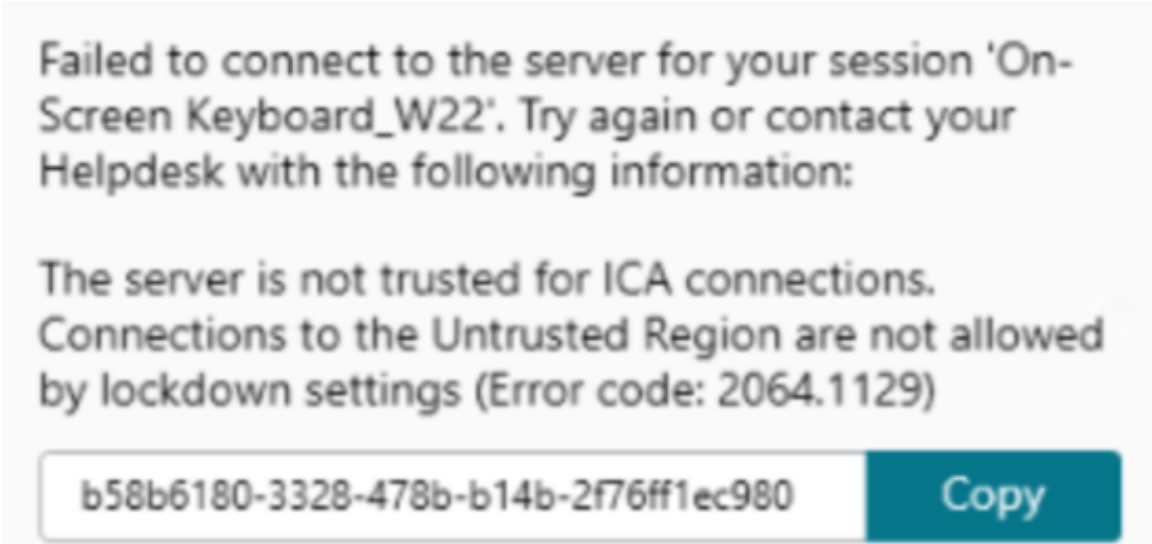 Failed to connect to the server for your session 'On-
Screen Keyboard_W22'. Try again or contact your
Helpdesk with the following information:
The server is not trusted for ICA connections.
Connections to the Untrusted Region are not allowed
by lockdown settings (Error code: 2064.1129)
b58b6180-3328-478b-b14b-2f76ff1ec980
Copy